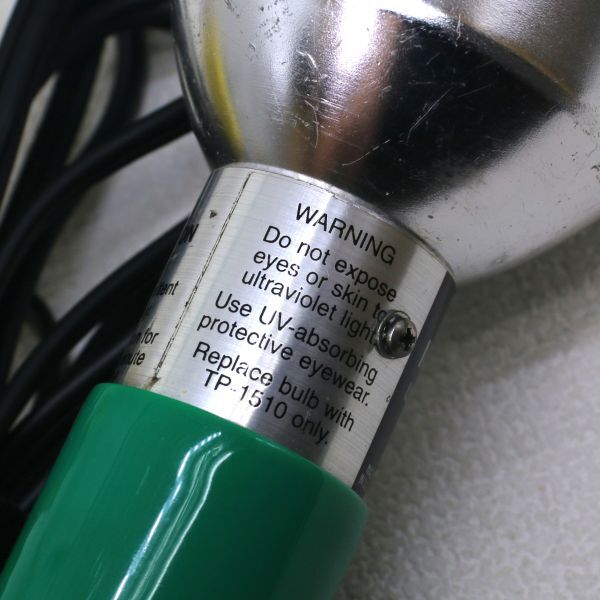 WARNING
Do not expose
eyes or skin to
ultraviolet light.
Use UV-absorbing
protective eyewear.
Replace bulb with
TP-1510 only.
for